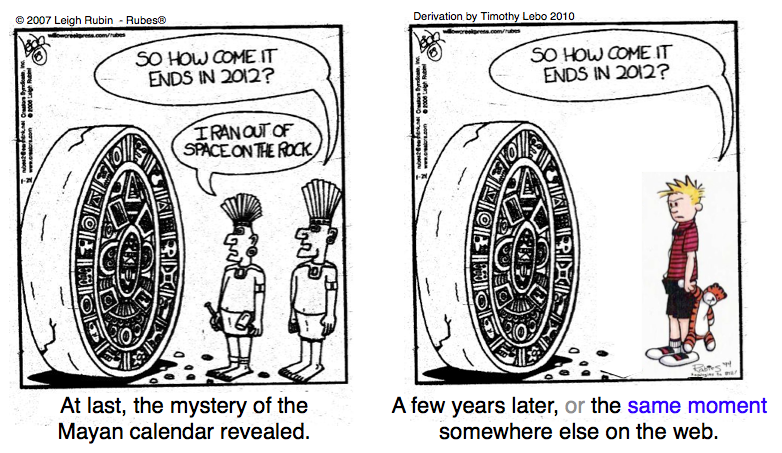 © 2007 Leigh Rubin - Rubes®
willowcreekpress.com/rubes
SO HOW COME IT
ENDS IN 2012?
I RAN OUT OF
SPACE ON THE ROCK.
At last, the mystery of the
Mayan calendar revealed.
Derivation by Timothy Lebo 2010
willowcreekpress.com/rubes
SO HOW COME IT
ENDS IN 2012?
A few years later, or the same moment
somewhere else on the web.